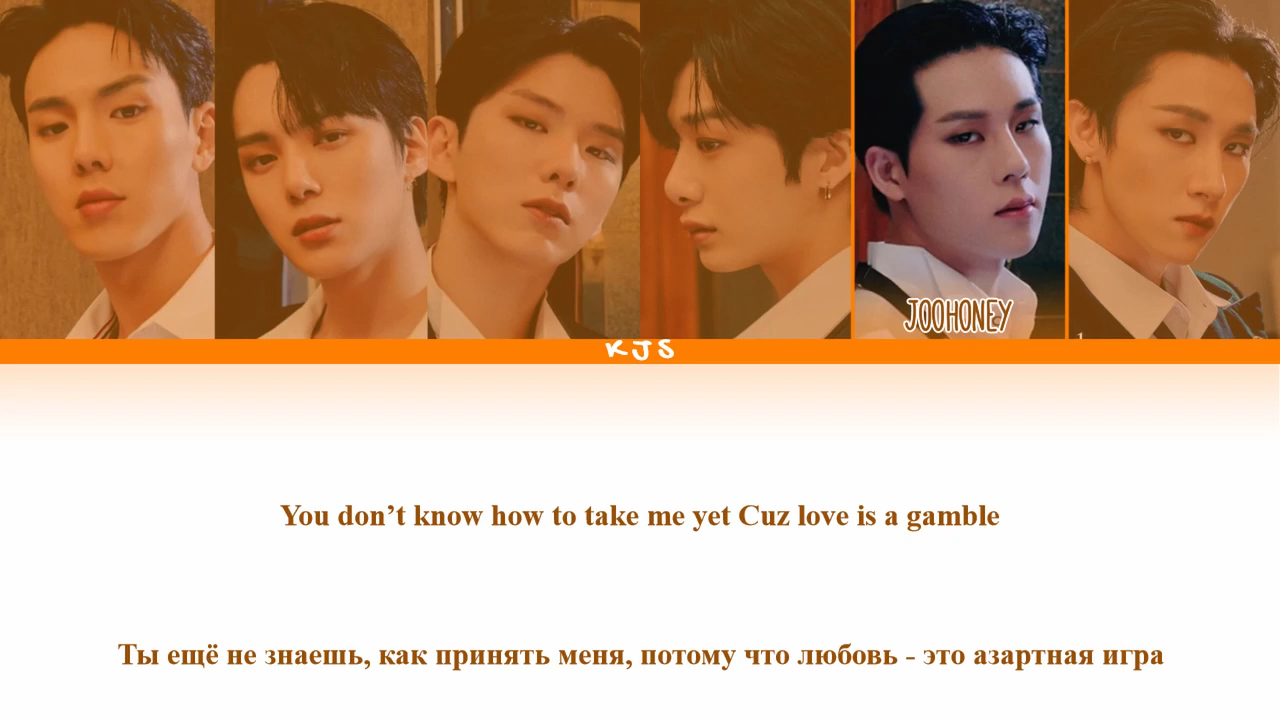 JOOHONEY
KJS
You don’t know how to take me yet Cuz love is a gamble
Ты ещё не знаешь, как принять меня, потому что любовь - это азартная игра